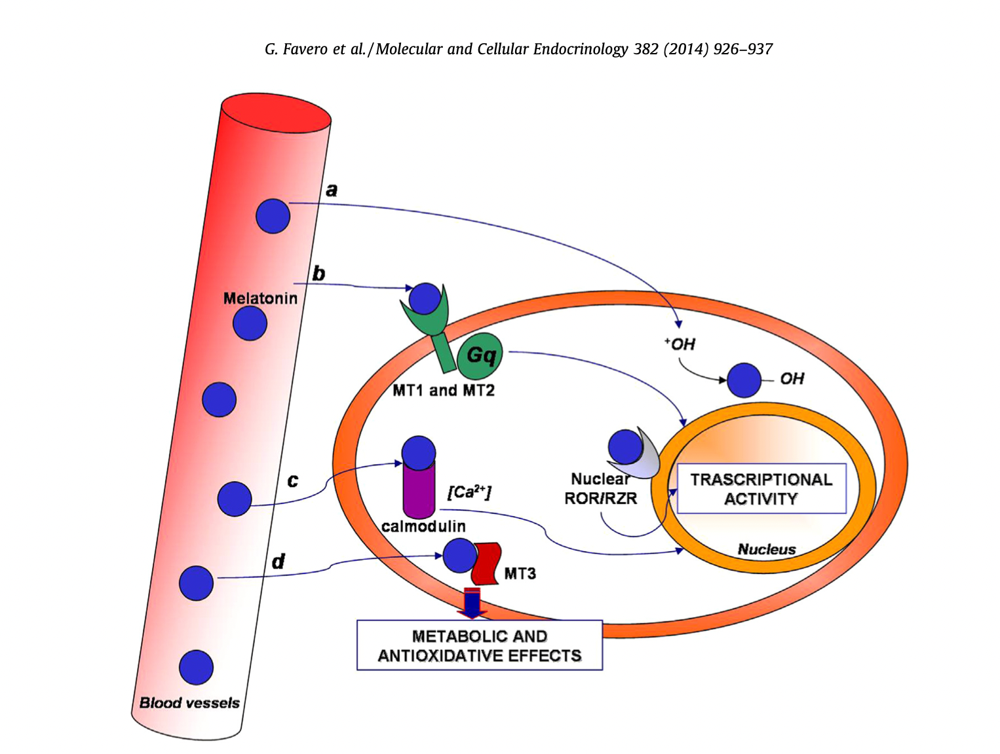 G. Favero et al./Molecular and Cellular Endocrinology 382 (2014) 926–937
a
b
Melatonin
Gq
MT1 and MT2
⁺OH
OH
c
[Ca²⁺]
calmodulin
Nuclear
ROR/RZR
TRASCRIPTIONAL
ACTIVITY
Nucleus
d
MT3
METABOLIC AND
ANTIOXIDATIVE EFFECTS
Blood vessels